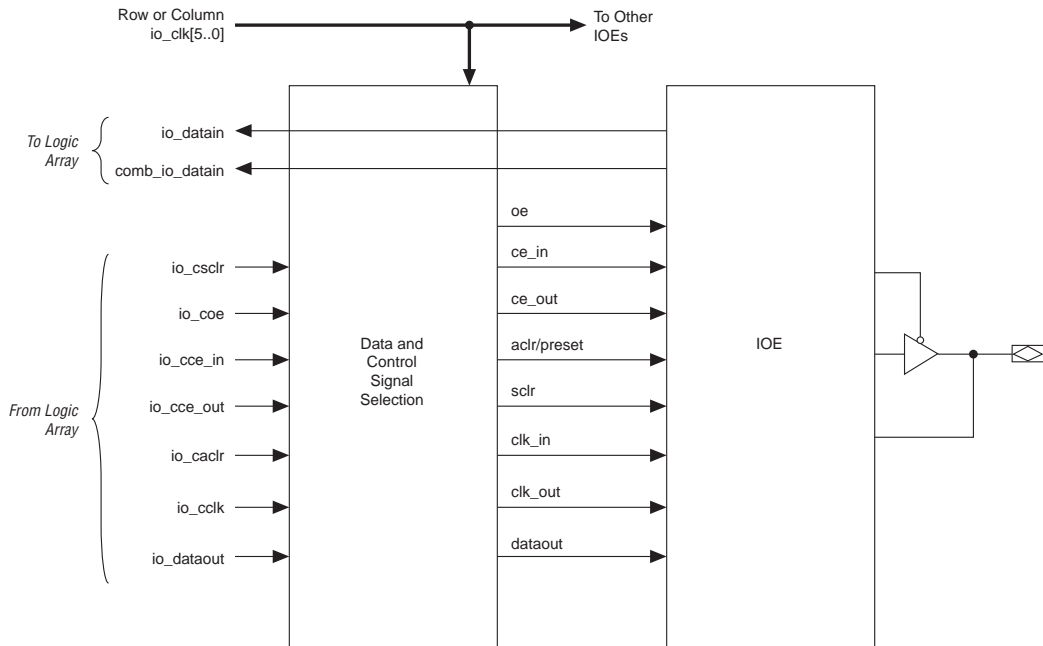 Row or Column
io_clk[5..0]
To Other
IOEs
To Logic
Array
io_datain
comb_io_datain
oe
ce_in
ce_out
aclr/preset
sclr
clk_in
clk_out
dataout
From Logic
Array
io_csclr
io_coe
io_cce_in
io_cce_out
io_caclr
io_cclk
io_dataout
Data and
Control
Signal
Selection
IOE